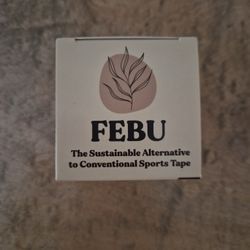 FEBU
The Sustainable Alternative
to Conventional Sports Tape